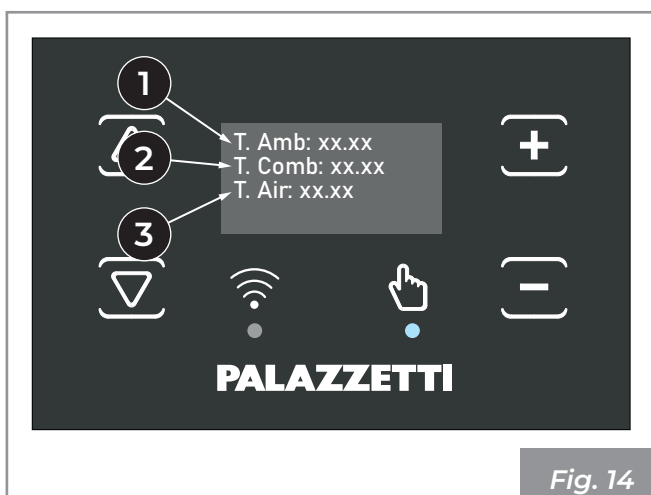 1
T. Amb: xx.xx
2
T. Comb: xx.xx
3
T. Air: xx.xx
+
-
PALAZZETTI
Fig. 14